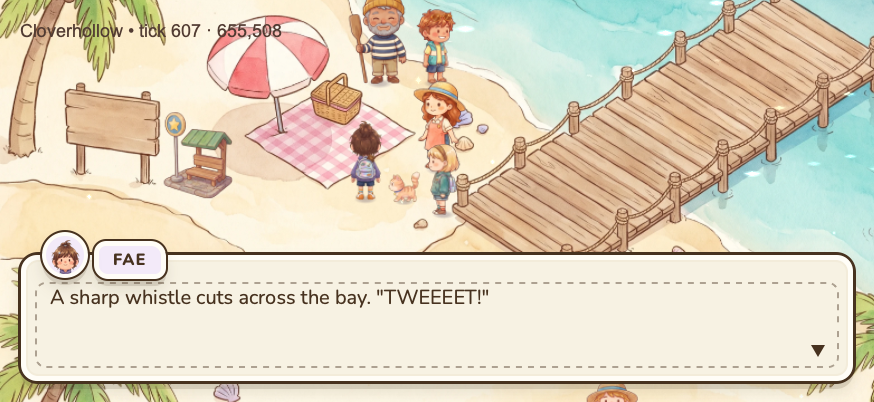 Cloverhollow • tick 607 · 655,508
FAE
A sharp whistle cuts across the bay. "TWEEEET!"